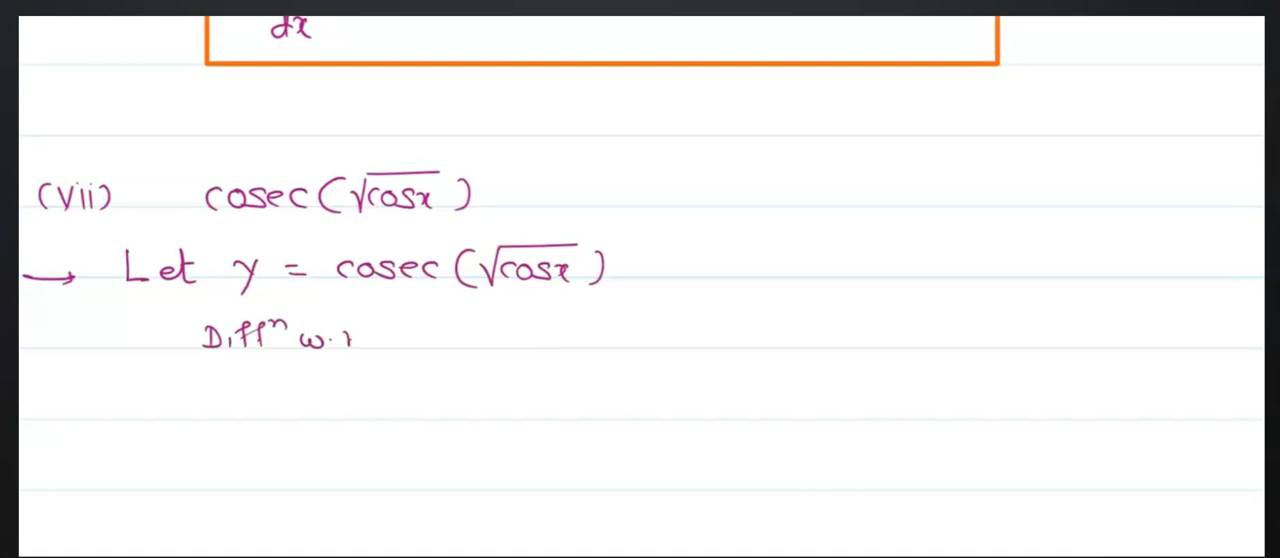 dx
(vii) cosec(√cosx)
→ Let y = cosec(√cosx)
Diffⁿ w.